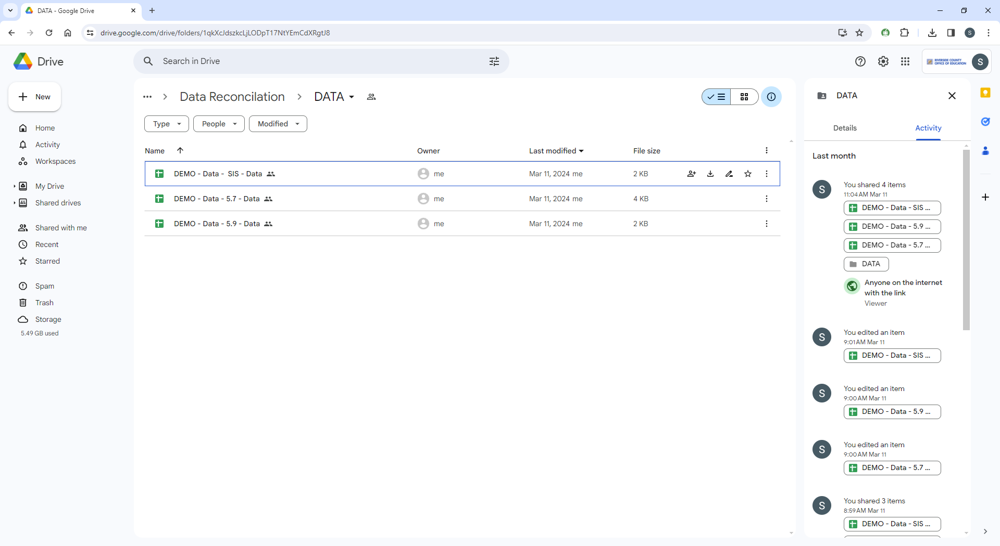 DATA - Google Drive
drive.google.com/drive/folders/1qkXcJdszkcLjLODpT17NtYEmCdXRgtJ8
S
Drive
Search in Drive
RIVERSIDE COUNTY
OFFICE OF EDUCATION
S
New
Home
Activity
Workspaces
My Drive
Shared drives
Shared with me
Recent
Starred
Spam
Trash
Storage
5.49 GB used
Data Reconcilation
DATA
Type
People
Modified
Name
Owner
Last modified
File size
DEMO - Data -  SIS - Data
me
Mar 11, 2024 me
2 KB
DEMO - Data - 5.7 - Data
me
Mar 11, 2024 me
4 KB
DEMO - Data - 5.9 - Data
me
Mar 11, 2024 me
2 KB
DATA
Details
Activity
Last month
S
You shared 4 items
11:04 AM Mar 11
DEMO - Data - SIS ...
DEMO - Data - 5.9 ...
DEMO - Data - 5.7 ...
DATA
Anyone on the internet
with the link
Viewer
S
You edited an item
9:01 AM Mar 11
DEMO - Data - SIS ...
S
You edited an item
9:00 AM Mar 11
DEMO - Data - 5.9 ...
S
You edited an item
9:00 AM Mar 11
DEMO - Data - 5.7 ...
S
You shared 3 items
8:59 AM Mar 11
DEMO - Data - SIS ...